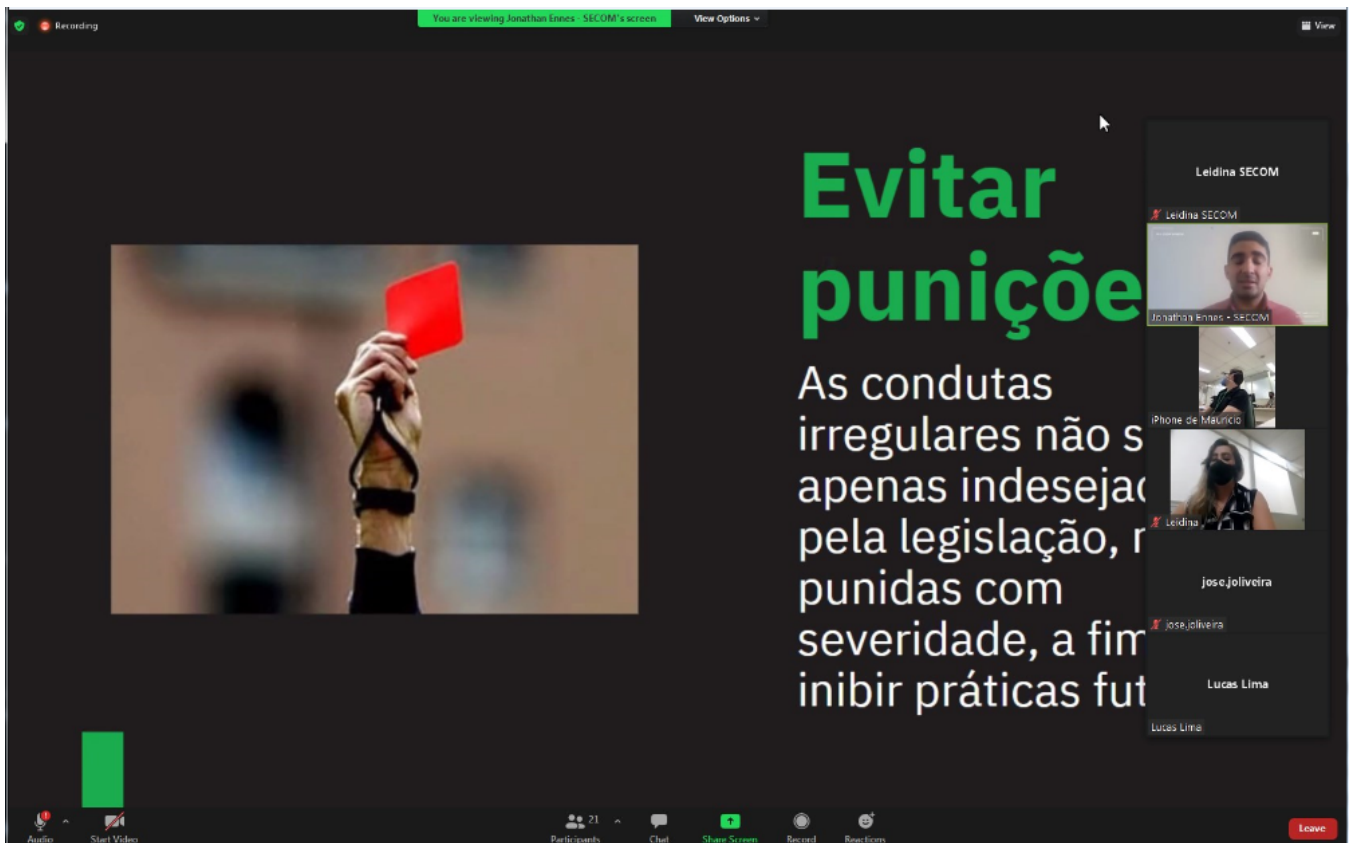 Recording
You are viewing Jonathan Ennes - SECOM's screen
View Options
View
Evitar
puniçõe
As condutas
irregulares não s
apenas indesejad
pela legislação,
punidas com
severidade, a fim
inibir práticas fut
Leidina SECOM
Leidina SECOM
Jonathan Ennes - SECOM
iPhone de Mauricio
Leidina
jose.joliveira
jose.joliveira
Lucas Lima
Lucas Lima
Audio
Start Video
21
Participants
Chat
Share Screen
Record
Reactions
Leave